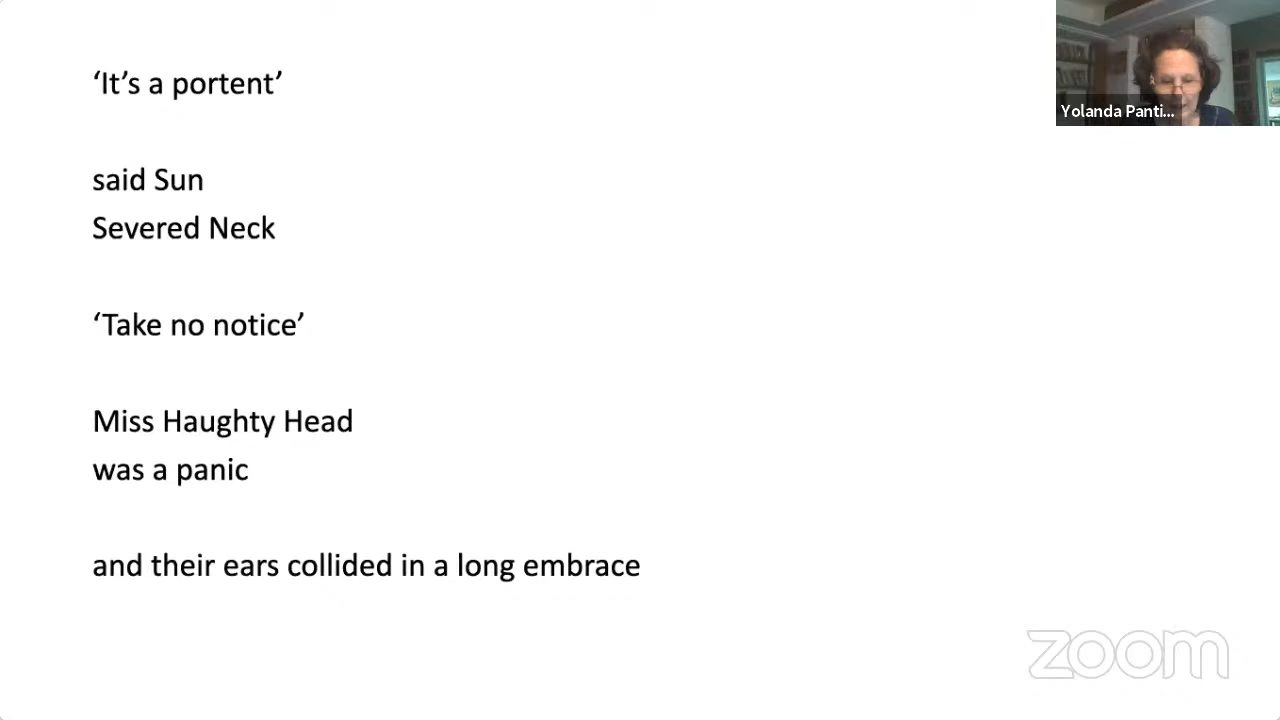 ‘It’s a portent’
said Sun
Severed Neck
‘Take no notice’
Miss Haughty Head
was a panic
and their ears collided in a long embrace
Yolanda Panti...
zoom